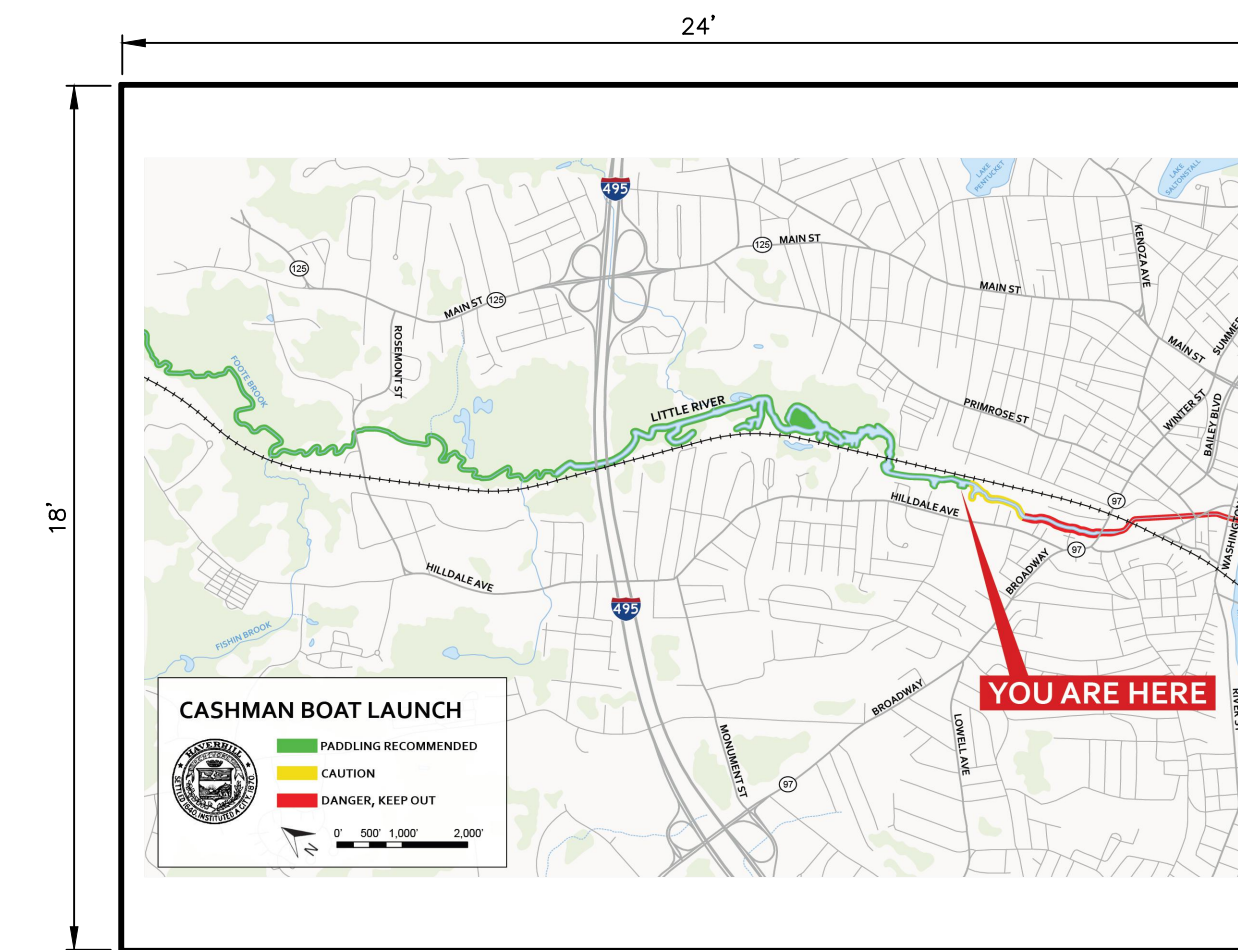 24'
18'
495
LAKE
PENTUCKET
LAKE
SALTONSTALL
125
MAIN ST
KENOZA AVE
125
MAIN ST
MAIN ST
125
ROSEMONT ST
MAIN ST
FOOTE BROOK
LITTLE RIVER
PRIMROSE ST
WINTER ST
BAILEY BLVD
HILLDALE AVE
97
97
BROADWAY
HILLDALE AVE
495
FISHIN BROOK
YOU ARE HERE
BROADWAY
LOWELL AVE
MONUMENT ST
97
CASHMAN BOAT LAUNCH
HAVERHILL
SETTLED 1640, INSTITUTED A CITY, 1870
PADDLING RECOMMENDED
CAUTION
DANGER, KEEP OUT
N
0' 500' 1,000' 2,000'